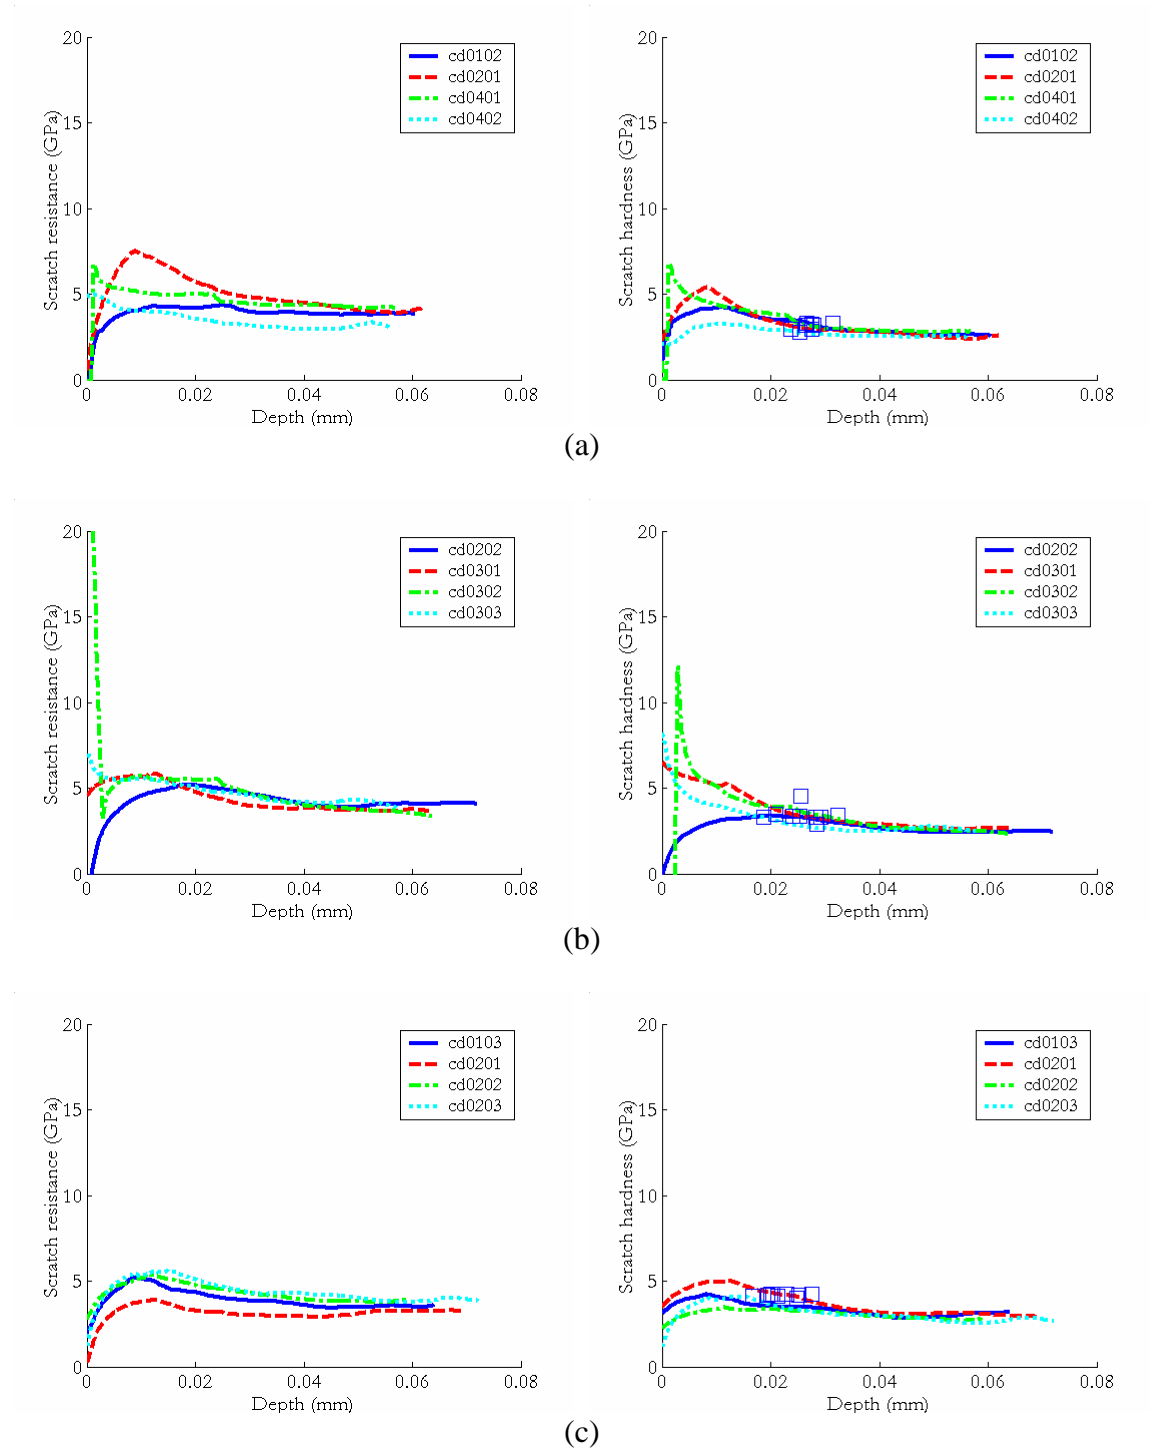 20
15
10
5
0
0
0.02
0.04
0.06
0.08
Scratch resistance (GPa)
Depth (mm)
cd0102
cd0201
cd0401
cd0402
20
15
10
5
0
0
0.02
0.04
0.06
0.08
Scratch hardness (GPa)
Depth (mm)
cd0102
cd0201
cd0401
cd0402
(a)
20
15
10
5
0
0
0.02
0.04
0.06
0.08
Scratch resistance (GPa)
Depth (mm)
cd0202
cd0301
cd0302
cd0303
20
15
10
5
0
0
0.02
0.04
0.06
0.08
Scratch hardness (GPa)
Depth (mm)
cd0202
cd0301
cd0302
cd0303
(b)
20
15
10
5
0
0
0.02
0.04
0.06
0.08
Scratch resistance (GPa)
Depth (mm)
cd0103
cd0201
cd0202
cd0203
20
15
10
5
0
0
0.02
0.04
0.06
0.08
Scratch hardness (GPa)
Depth (mm)
cd0103
cd0201
cd0202
cd0203
(c)